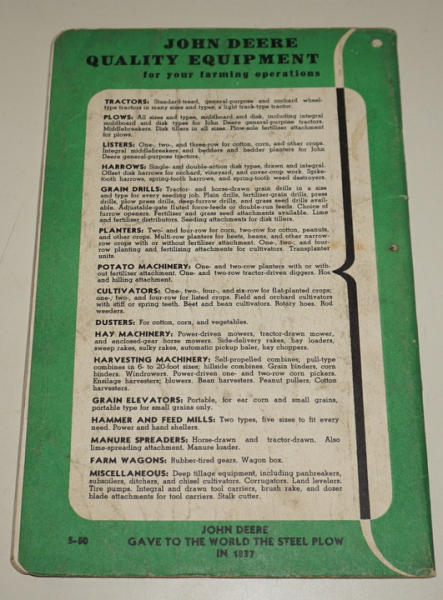 JOHN DEERE
QUALITY EQUIPMENT
for your farming operations
TRACTORS: Standard-tread, general-purpose and orchard wheel-
type tractors in many sizes and types; a light track-type tractor.
PLOWS: All sizes and types, moldboard and disk, including integral
moldboard and disk types for John Deere general-purpose tractors.
Middlebreakers. Disk tillers in all sizes. Plow-sole fertilizer attachment
for plows.
LISTERS: One-, two-, and three-row for cotton, corn, and other crops.
Integral middlebreakers and bedders and bedder planters for John
Deere general-purpose tractors.
HARROWS: Single- and double-action disk types, drawn and integral.
Offset disk harrows for orchard, vineyard, and cover-crop work. Spike-
tooth harrows, spring-tooth harrows, and spring-tooth weed destroyers.
GRAIN DRILLS: Tractor- and horse-drawn grain drills in a size
and type for every seeding job. Plain drills, fertilizer-grain drills, press
drills, plow press drills, deep-furrow drills, and grass seed drills avail-
able. Adjustable-gate fluted force-feeds or double-run feeds. Choice of
furrow openers. Fertilizer and grass seed attachments available. Lime
and fertilizer distributors. Seeding attachments for disk tillers.
PLANTERS: Two- and four-row for corn, two-row for cotton, peanuts,
and other crops. Multi-row planters for beets, beans, and other narrow-
row crops with or without fertilizer attachment. One-, two-, and four-
row planting and fertilizing attachments for cultivators. Transplanter
units.
POTATO MACHINERY: One- and two-row planters with or with-
out fertilizer attachment. One- and two-row tractor-driven diggers. Hoe
and hilling attachment.
CULTIVATORS: One-, two-, four-, and six-row for flat-planted crops;
one-, two-, and four-row for listed crops. Field and orchard cultivators
with stiff or spring teeth. Beet and bean cultivators. Rotary hoes. Rod
weeders.
DUSTERS: For cotton, corn, and vegetables.
HAY MACHINERY: Power-driven mowers, tractor-drawn mower,
and enclosed-gear horse mowers. Side-delivery rakes, hay loaders,
sweep rakes, sulky rakes, automatic pickup baler, hay choppers.
HARVESTING MACHINERY: Self-propelled combines; pull-type
combines in 6- to 20-foot sizes; hillside combines. Grain binders, corn
binders. Windrowers. Power-driven one- and two-row corn pickers.
Ensilage harvesters; blowers. Bean harvesters. Peanut pullers. Cotton
harvesters.
GRAIN ELEVATORS: Portable, for ear corn and small grains,
portable type for small grains only.
HAMMER AND FEED MILLS: Two types, five sizes to fit every
need. Power and hand shellers.
MANURE SPREADERS: Horse-drawn and tractor-drawn. Also
lime-spreading attachment. Manure loader.
FARM WAGONS: Rubber-tired gears. Wagon box.
MISCELLANEOUS: Deep tillage equipment, including panbreakers,
subsoilers, ditchers, and chisel cultivators. Corrugators. Land levelers.
Tire pumps. Integral and drawn tool carriers, brush rake, and dozer
blade attachments for tool carriers. Stalk cutter.
5-50
JOHN DEERE
GAVE TO THE WORLD THE STEEL PLOW
IN 1837